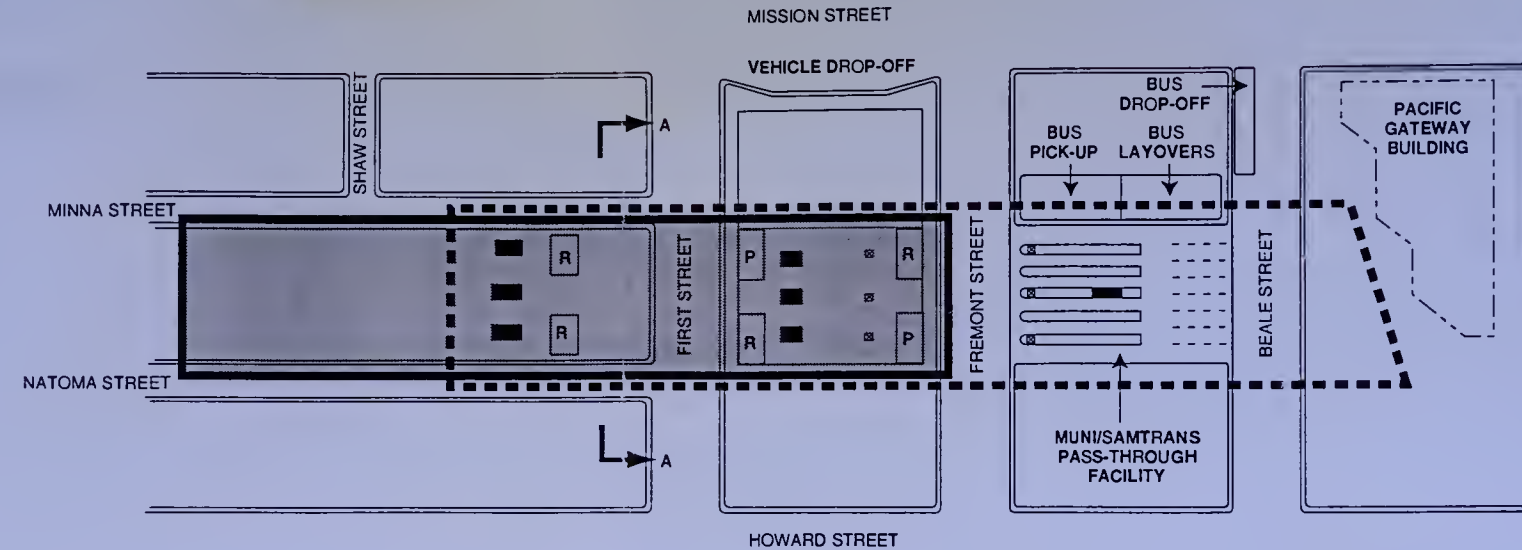 MISSION STREET
VEHICLE DROP-OFF
SHAW STREET
A
BUS
DROP-OFF
BUS
PICK-UP
BUS
LAYOVERS
PACIFIC
GATEWAY
BUILDING
MINNA STREET
R
FIRST STREET
P
R
FREMONT STREET
BEALE STREET
R
R
P
NATOMA STREET
A
MUNI/SAMTRANS
PASS-THROUGH
FACILITY
HOWARD STREET